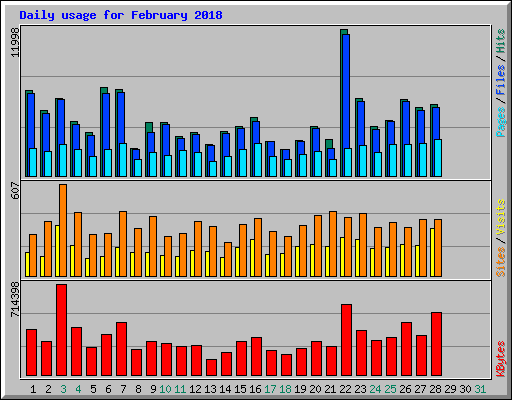 Daily usage for February 2018
11998
Pages / Files / Hits
607
Sites / Visits
714398
KBytes
1 2 3 4 5 6 7 8 9 10 11 12 13 14 15 16 17 18 19 20 21 22 23 24 25 26 27 28 29 30 31